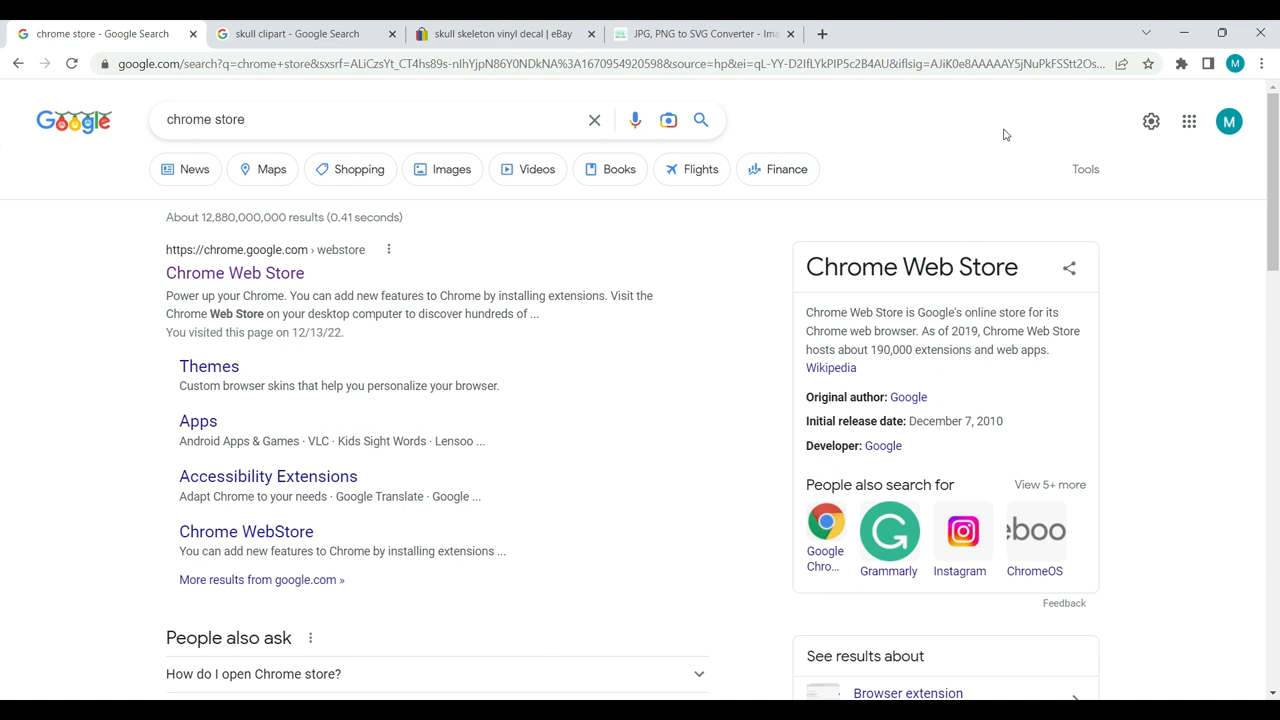 chrome store - Google Search
skull clipart - Google Search
skull skeleton vinyl decal | eBay
JPG, PNG to SVG Converter - Ima
google.com/search?q=chrome+store&sxsrf=ALiCzsYt_CT4hs89s-nIhYjpN86Y0NDkNA%3A1670954920598&source=hp&ei=qL-YY-D2IfLYkPIP5c2B4AU&iflsig=AJiK0e8AAAAAY5jNuPkFSStt2Os...
M
Google
chrome store
M
News
Maps
Shopping
Images
Videos
Books
Flights
Finance
Tools
About 12,880,000,000 results (0.41 seconds)
https://chrome.google.com › webstore
Chrome Web Store
Power up your Chrome. You can add new features to Chrome by installing extensions. Visit the
Chrome Web Store on your desktop computer to discover hundreds of ...
You visited this page on 12/13/22.
Themes
Custom browser skins that help you personalize your browser.
Apps
Android Apps & Games · VLC · Kids Sight Words · Lensoo ...
Accessibility Extensions
Adapt Chrome to your needs · Google Translate · Google ...
Chrome WebStore
You can add new features to Chrome by installing extensions ...
More results from google.com »
People also ask
How do I open Chrome store?
Chrome Web Store
Chrome Web Store is Google's online store for its
Chrome web browser. As of 2019, Chrome Web Store
hosts about 190,000 extensions and web apps.
Wikipedia
Original author: Google
Initial release date: December 7, 2010
Developer: Google
People also search for
View 5+ more
eboo
Google
Chro...
Grammarly
Instagram
ChromeOS
Feedback
See results about
Browser extension